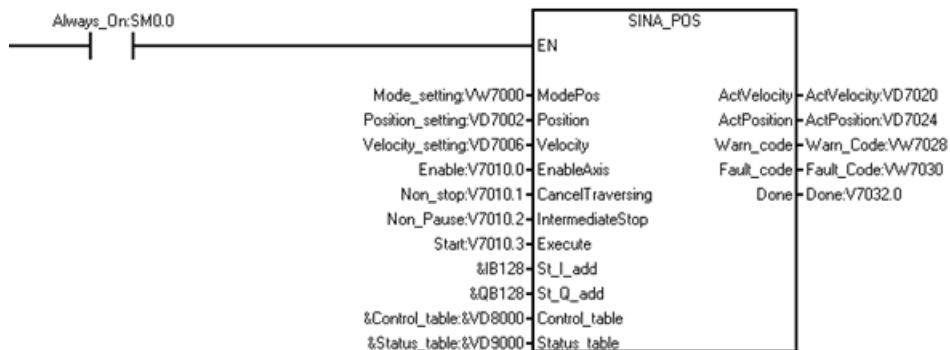 Always_On:SM0.0
SINA_POS
EN
Mode_setting:VW7000 ModePos ActVelocity ActVelocity:VD7020
Position_setting:VD7002 Position ActPosition ActPosition:VD7024
Velocity_setting:VD7006 Velocity Warn_code Warn_Code:VW7028
Enable:V7010.0 EnableAxis Fault_code Fault_Code:VW7030
Non_stop:V7010.1 CancelTraversing Done Done:V7032.0
Non_Pause:V7010.2 IntermediateStop
Start:V7010.3 Execute
&IB128 St_I_add
&QB128 St_Q_add
&Control_table:&VD8000 Control_table
&Status_table:&VD9000 Status_table